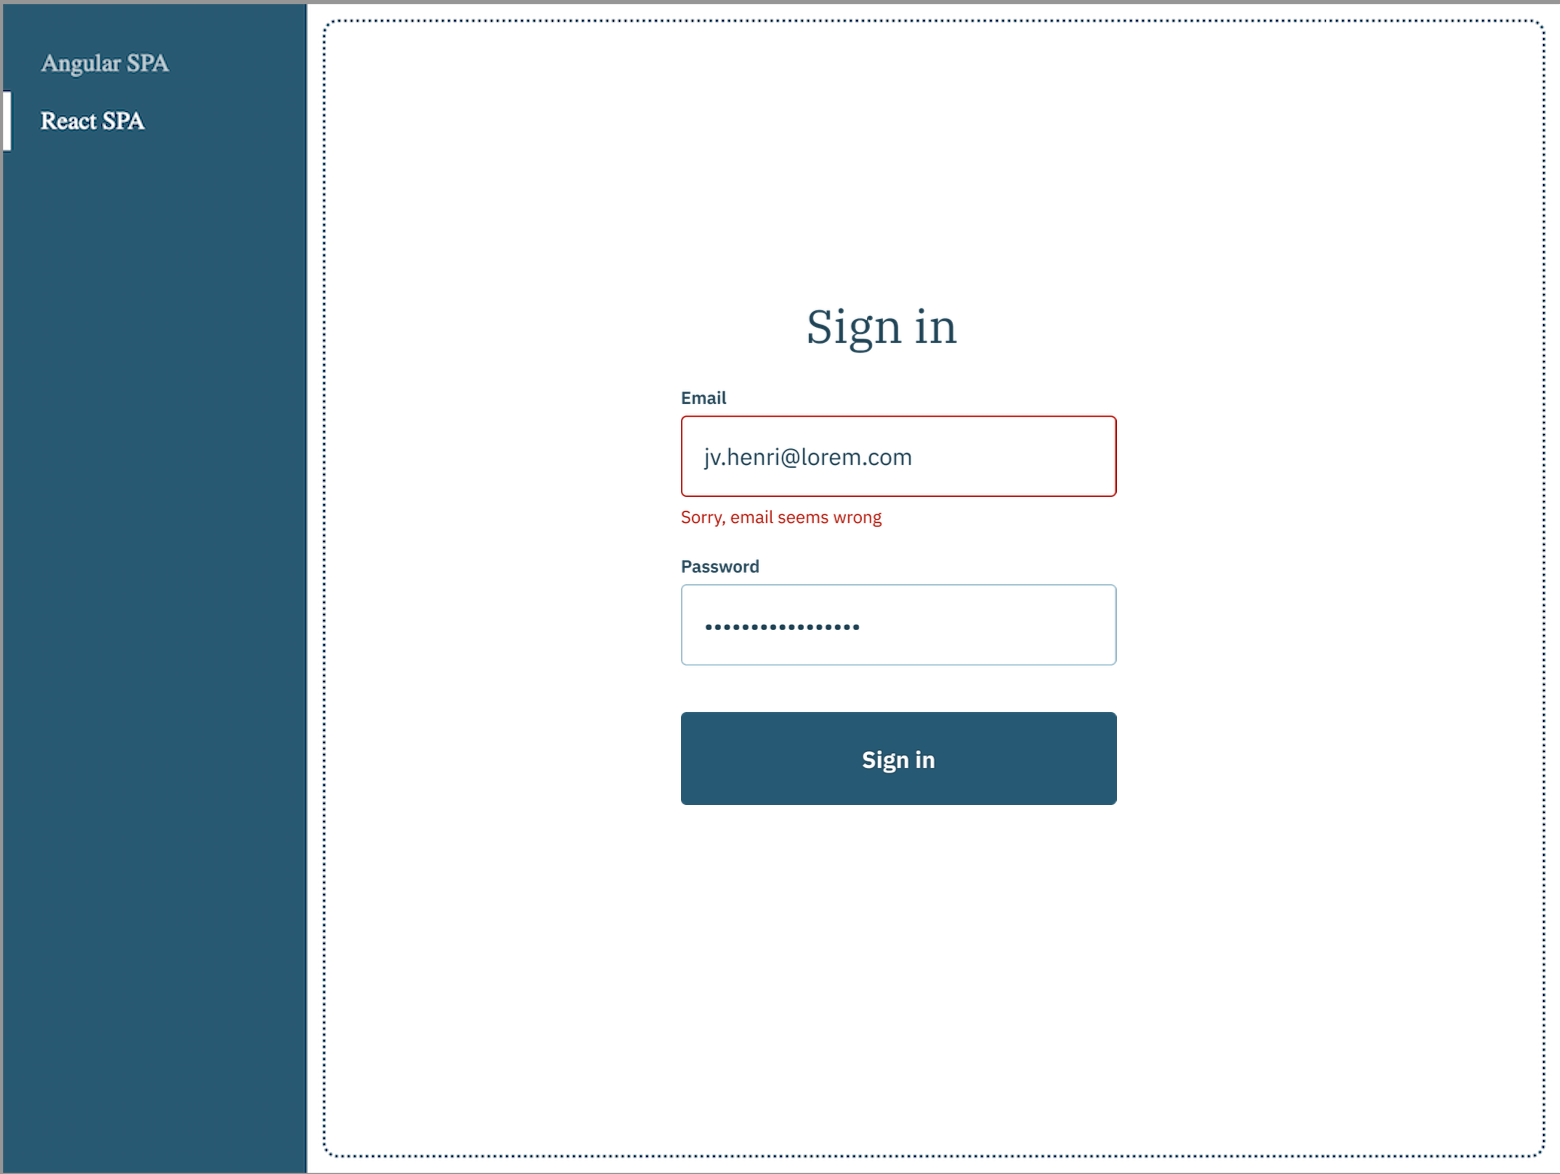 Angular SPA
React SPA
Sign in
Email
jv.henri@lorem.com
Sorry, email seems wrong
Password
•••••••••••••••••
Sign in